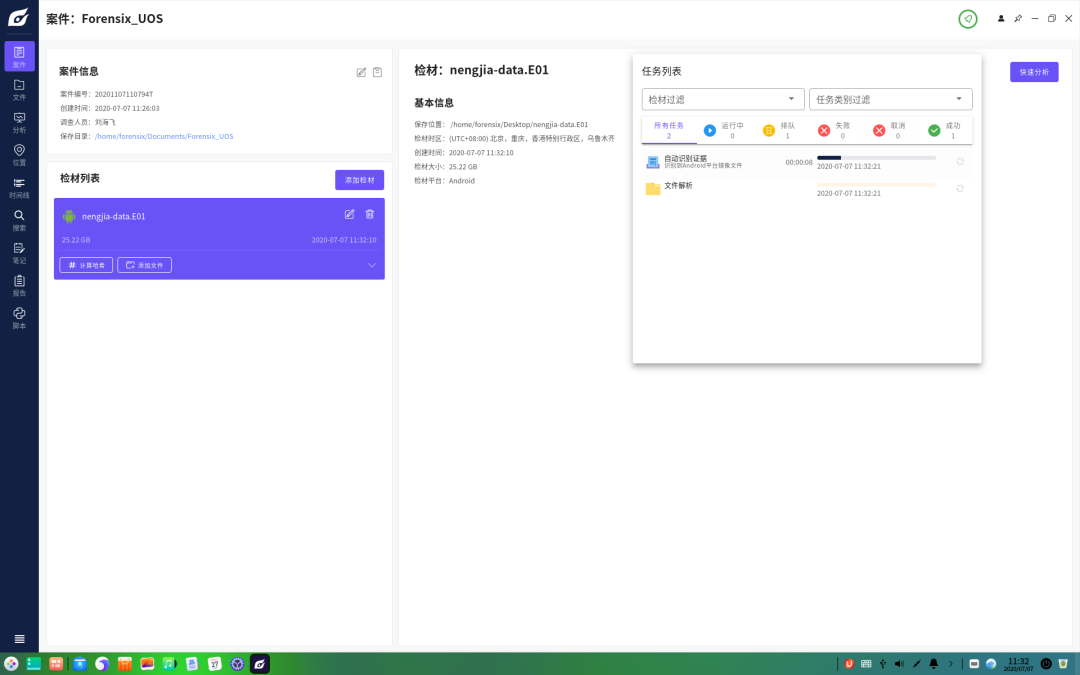 案件：Forensix_UOS
案件
文件
分析
位置
时间线
搜索
笔记
报告
脚本
案件信息
案件编号：20201107110794T
创建时间：2020-07-07 11:26:03
调查人员：刘海飞
保存目录：/home/forensix/Documents/Forensix_UOS
检材列表
添加检材
nengjia-data.E01
25.22 GB
2020-07-07 11:32:10
# 计算哈希
添加文件
检材：nengjia-data.E01
快速分析
基本信息
保存位置：/home/forensix/Desktop/nengjia-data.E01
检材时区：(UTC+08:00) 北京，重庆，香港特别行政区，乌鲁木齐
创建时间：2020-07-07 11:32:10
检材大小：25.22 GB
检材平台：Android
任务列表
检材过滤
任务类别过滤
所有任务 2
运行中 0
排队 1
失败 0
取消 0
成功 1
自动识别证据
识别到Android平台镜像文件
00:00:08
2020-07-07 11:32:21
文件解析
2020-07-07 11:32:21
27
11:32
2020/07/07